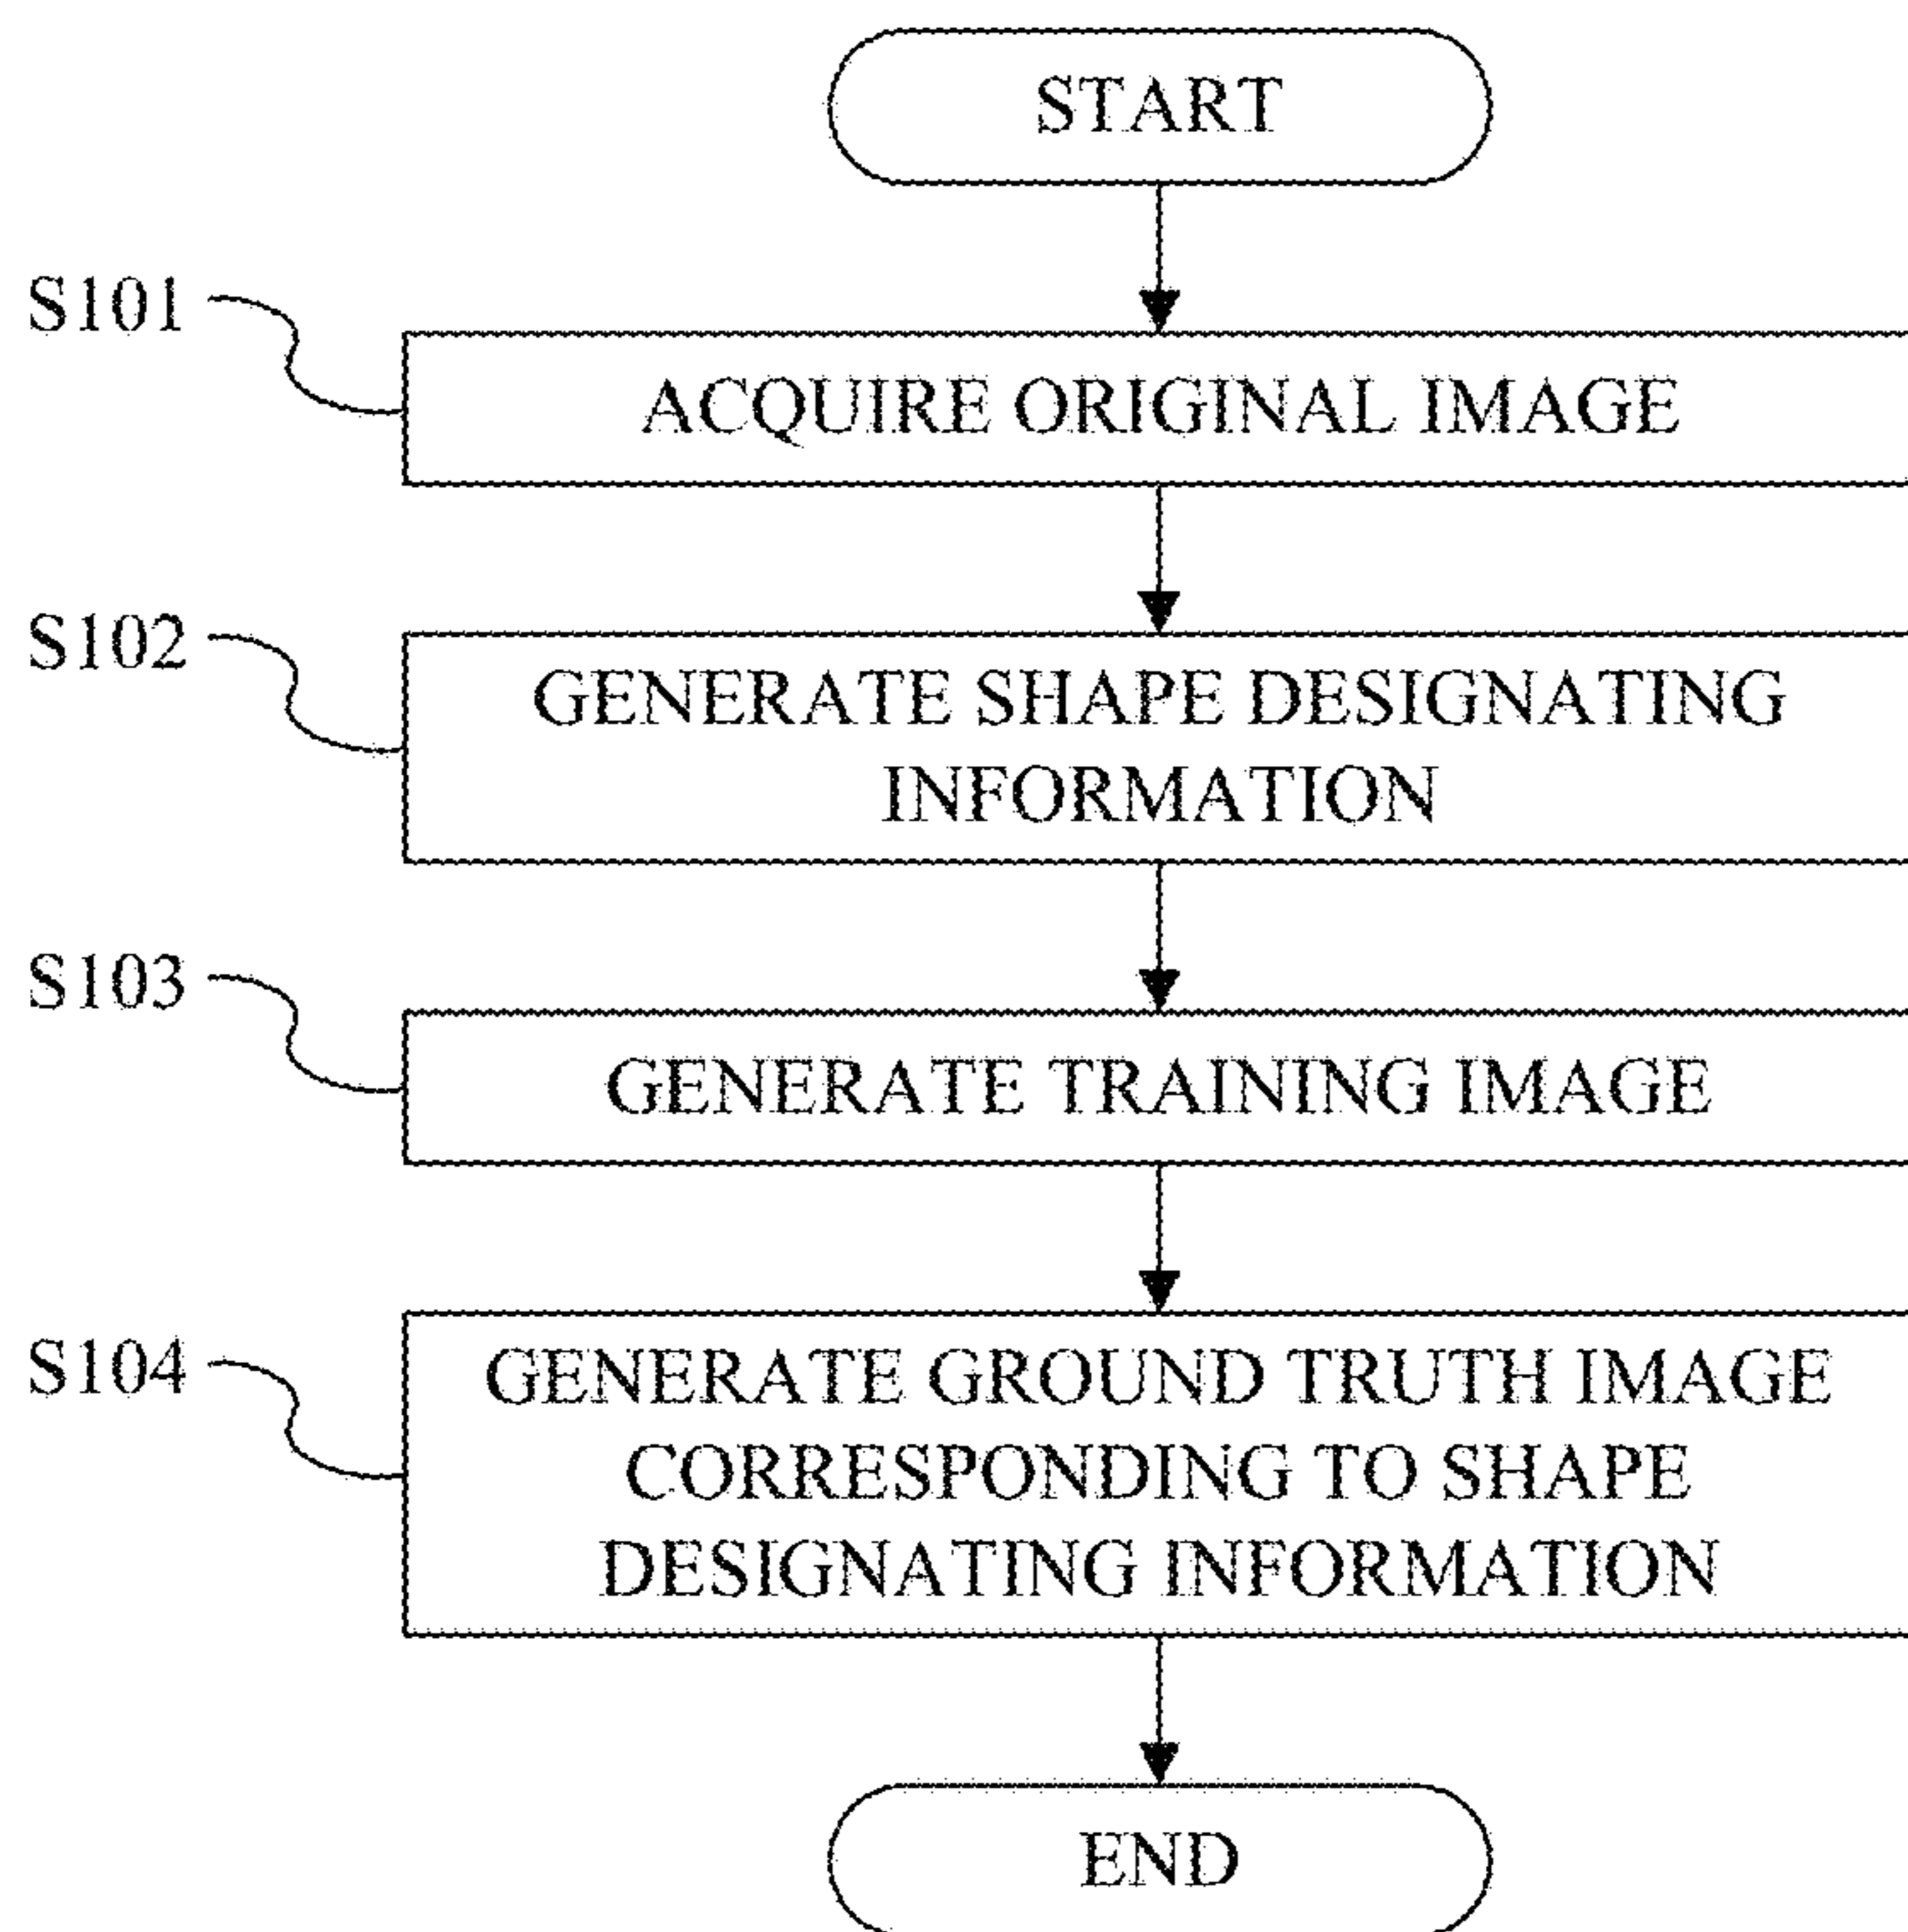 START
S101
ACQUIRE ORIGINAL IMAGE
S102
GENERATE SHAPE DESIGNATING
INFORMATION
S103
GENERATE TRAINING IMAGE
S104
GENERATE GROUND TRUTH IMAGE
CORRESPONDING TO SHAPE
DESIGNATING INFORMATION
END